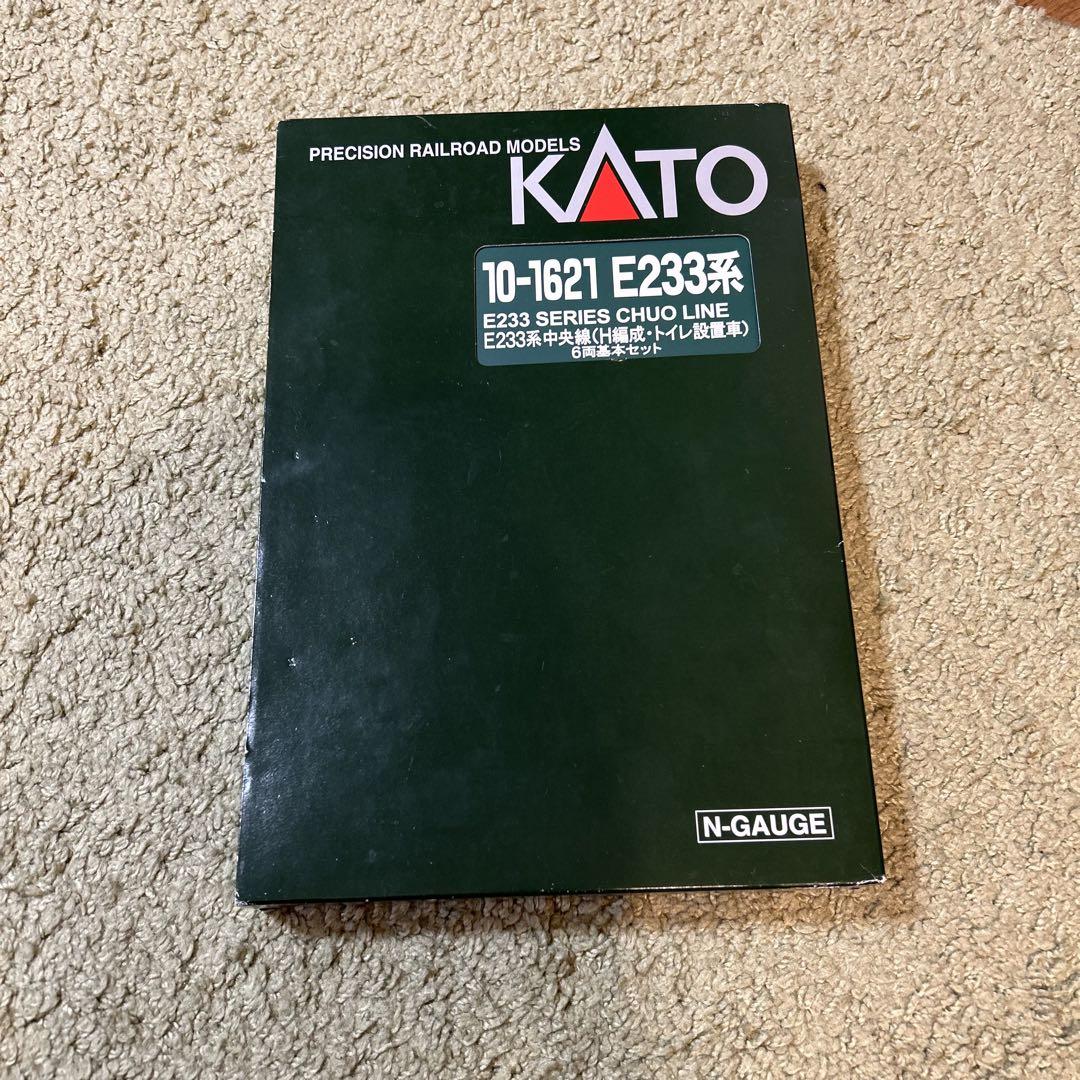 PRECISION RAILROAD MODELS
KATO
10-1621 E233系
E233 SERIES CHUO LINE
E233系中央線(H編成・トイレ設置車)
6両基本セット
N-GAUGE